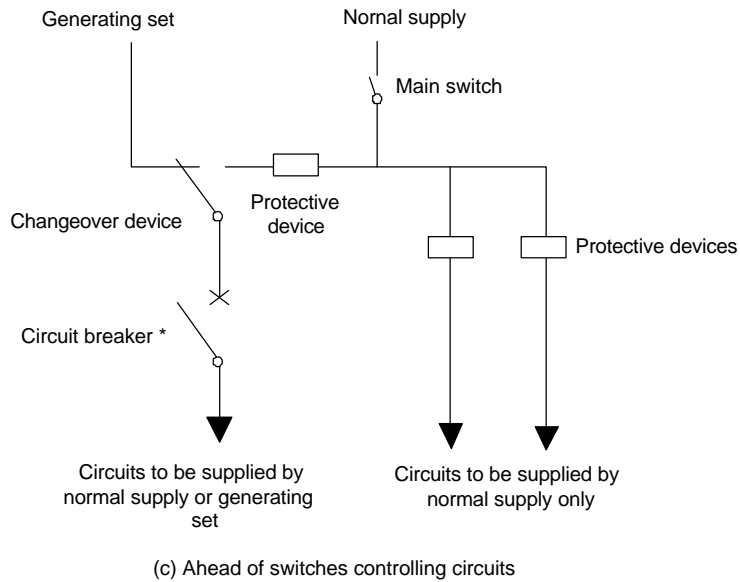 Generating set
Nornal supply
Main switch
Changeover device
Protective
device
Protective devices
Circuit breaker *
Circuits to be supplied by
normal supply or generating
set
Circuits to be supplied by
normal supply only
(c) Ahead of switches controlling circuits